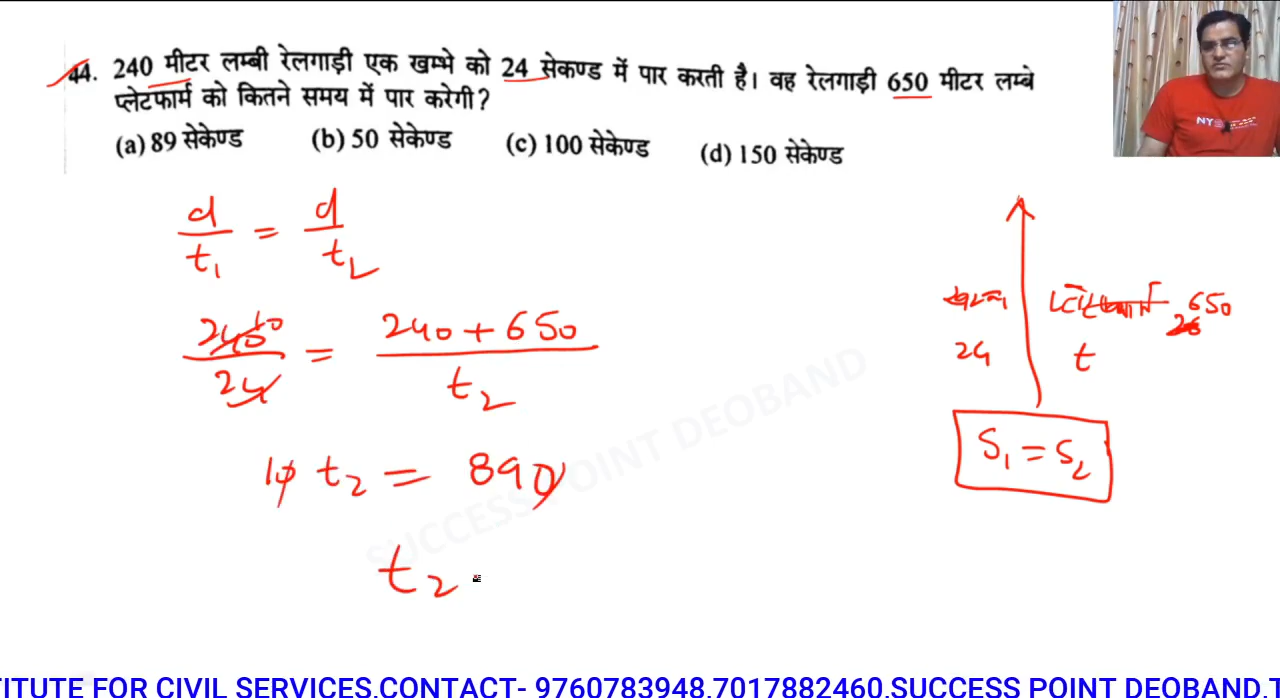 44. 240 मीटर लम्बी रेलगाड़ी एक खम्भे को 24 सेकण्ड में पार करती है। वह रेलगाड़ी 650 मीटर लम्बे
प्लेटफार्म को कितने समय में पार करेगी?
(a) 89 सेकेण्ड (b) 50 सेकेण्ड (c) 100 सेकेण्ड (d) 150 सेकेण्ड
NY
d/t₁ = d/t₂
650
240/24 = (240 + 650)/t₂
10
24 t
S₁ = S₂
10 t₂ = 890
t₂
SUCCESS POINT DEOBAND
TITUTE FOR CIVIL SERVICES,CONTACT- 9760783948,7017882460,SUCCESS POINT DEOBAND T